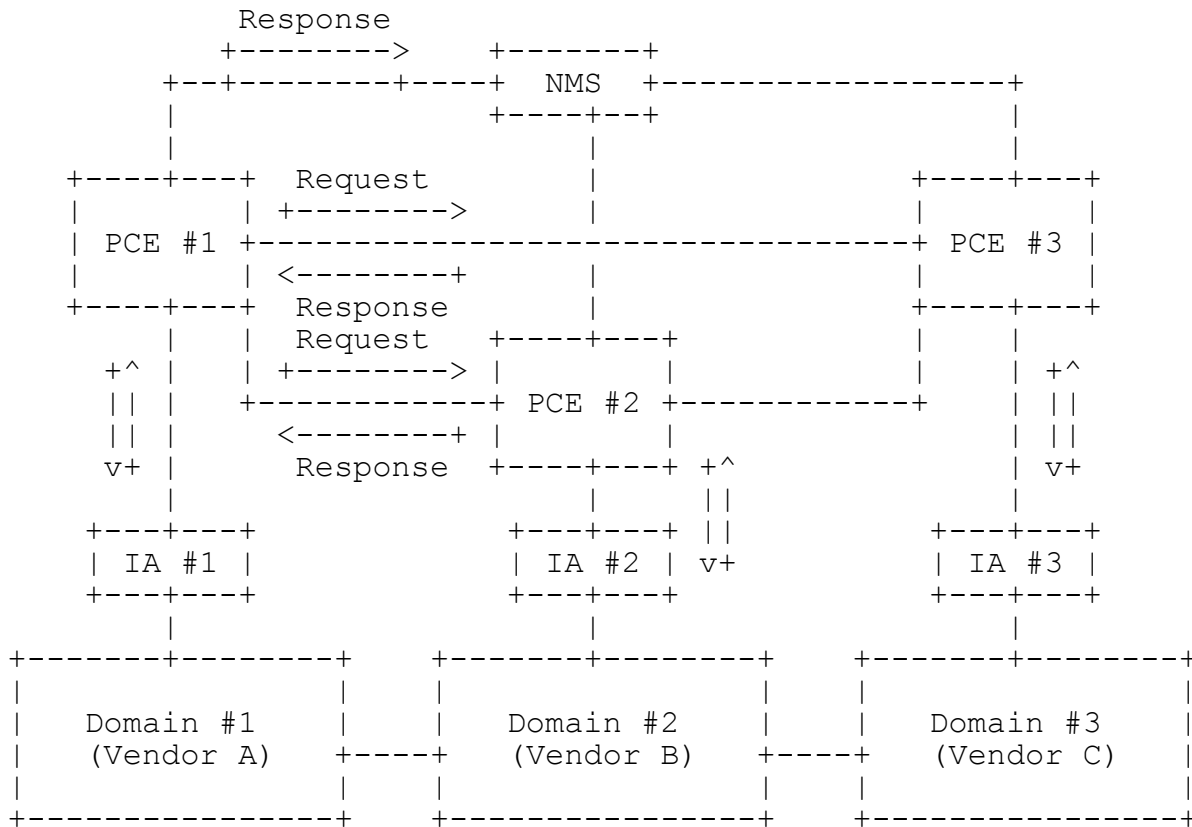 Response
NMS
Request
PCE #1 PCE #3
Response
Request
PCE #2
Response
IA #1 IA #2 IA #3
Domain #1 Domain #2 Domain #3
(Vendor A) (Vendor B) (Vendor C)